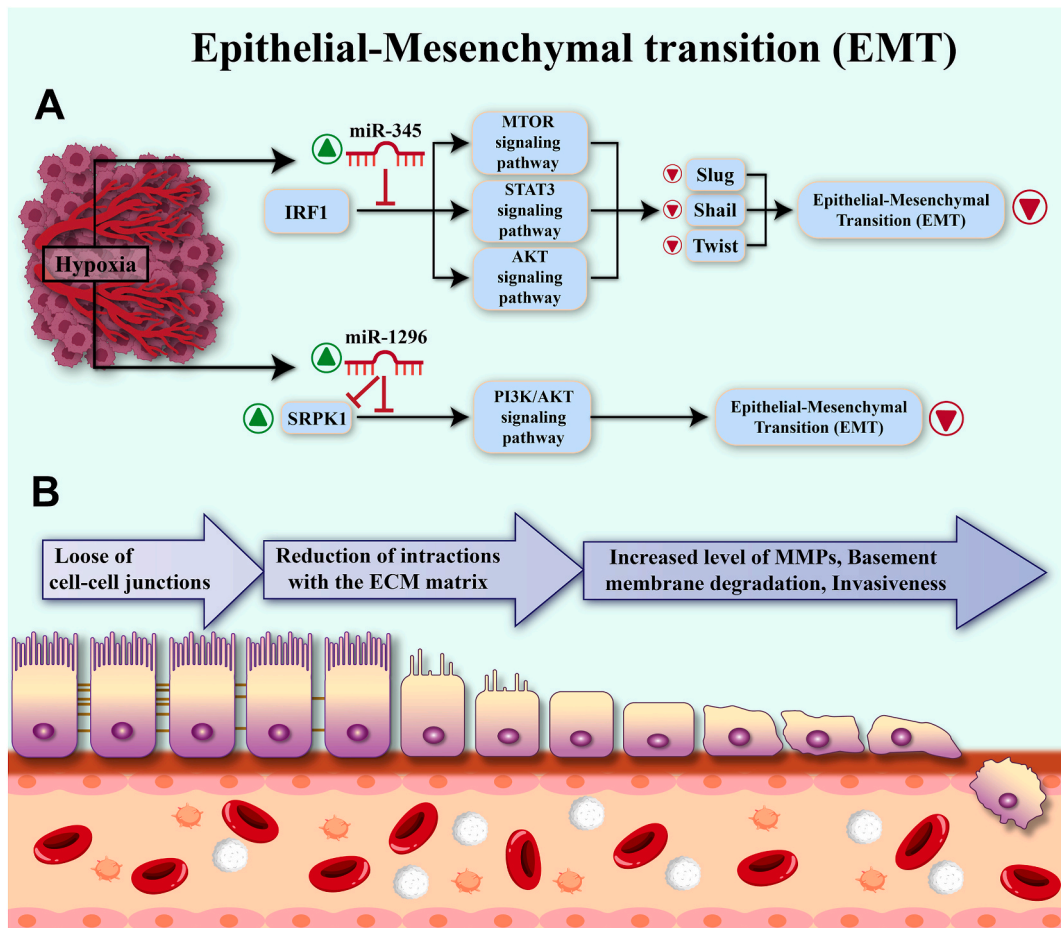 Epithelial-Mesenchymal transition (EMT)
A
miR-345
IRF1
Hypoxia
MTOR
signaling
pathway
STAT3
signaling
pathway
AKT
signaling
pathway
Slug
Shail
Twist
Epithelial-Mesenchymal
Transition (EMT)
miR-1296
SRPK1
PI3K/AKT
signaling
pathway
Epithelial-Mesenchymal
Transition (EMT)
B
Loose of
cell-cell junctions
Reduction of intractions
with the ECM matrix
Increased level of MMPs, Basement
membrane degradation, Invasiveness